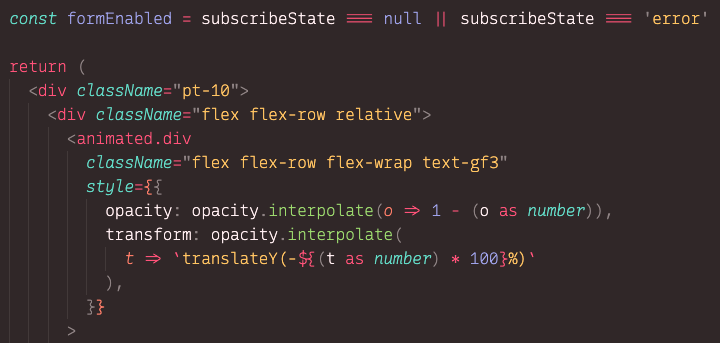 const formEnabled = subscribeState === null || subscribeState === 'error'
return (
<div className="pt-10">
<div className="flex flex-row relative">
<animated.div
className="flex flex-row flex-wrap text-gf3"
style={{
opacity: opacity.interpolate(o => 1 - (o as number)),
transform: opacity.interpolate(
t => `translateY(-${(t as number) * 100}%)`
),
}}
>